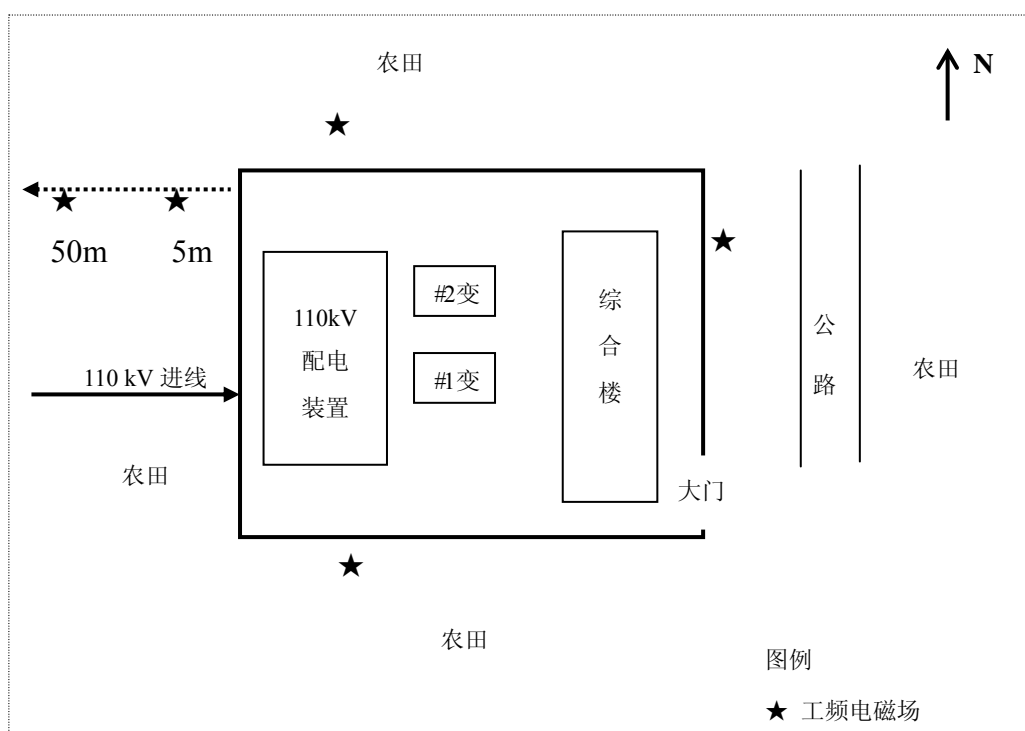 农田
N
50m
5m
#2变
综合楼
110kV
配电
装置
公路
110 kV 进线
#1变
农田
农田
大门
农田
图例
★ 工频电磁场